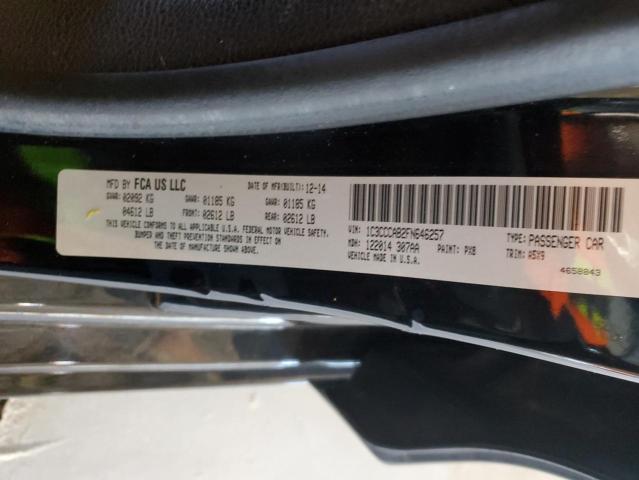 MFD BY FCA US LLC
DATE OF MFR(BUILT): 12-14
GVWR: 02092 KG GAWR: 01185 KG GAWR: 01185 KG
04612 LB FRONT: 02612 LB REAR: 02612 LB
THIS VEHICLE CONFORMS TO ALL APPLICABLE U.S.A. FEDERAL MOTOR VEHICLE SAFETY,
BUMPER AND THEFT PREVENTION STANDARDS IN EFFECT ON
THE DATE OF MANUFACTURE SHOWN ABOVE.
VIN: 1C3CCCAB2FN646257 TYPE: PASSENGER CAR
MDH: 122014 307AA PAINT: PX8 TRIM: A5X9
VEHICLE MADE IN U.S.A.
4658843